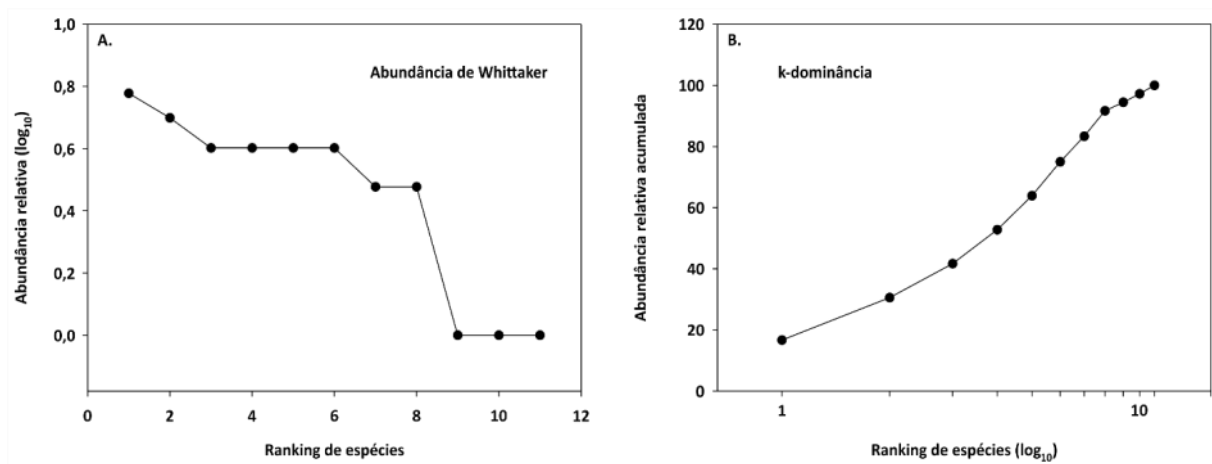 A.
Abundância de Whittaker
Abundância relativa (log10)
1,0
0,8
0,6
0,4
0,2
0,0
0 2 4 6 8 10 12
Ranking de espécies
B.
k-dominância
Abundância relativa acumulada
120
100
80
60
40
20
0
1 10
Ranking de espécies (log10)